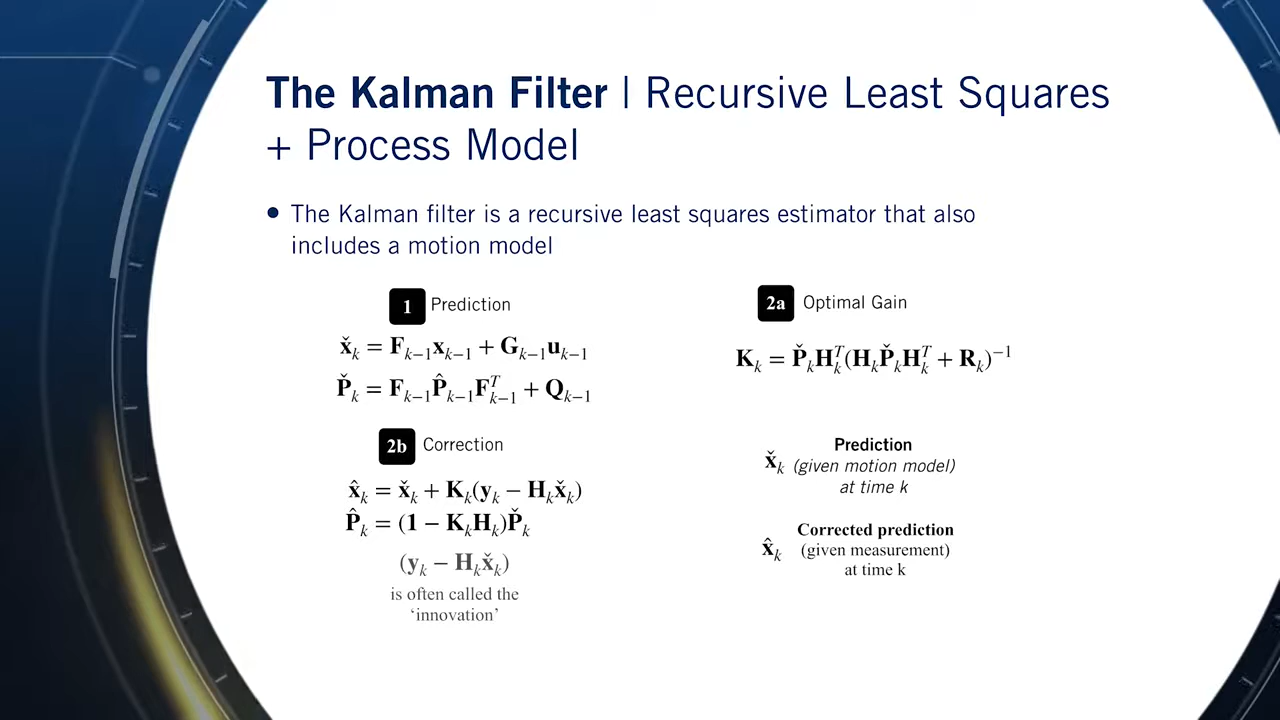 The Kalman Filter | Recursive Least Squares
+ Process Model
• The Kalman filter is a recursive least squares estimator that also
includes a motion model
1 Prediction
x̌ₖ = Fₖ₋₁xₖ₋₁ + Gₖ₋₁uₖ₋₁
P̌ₖ = Fₖ₋₁P̂ₖ₋₁Fᵀₖ₋₁ + Qₖ₋₁
2a Optimal Gain
Kₖ = P̌ₖHₖᵀ(HₖP̌ₖHₖᵀ + Rₖ)⁻¹
2b Correction
x̂ₖ = x̌ₖ + Kₖ(yₖ − Hₖx̌ₖ)
P̂ₖ = (1 − KₖHₖ)P̌ₖ
(yₖ − Hₖx̌ₖ)
is often called the
‘innovation’
Prediction
x̌ₖ (given motion model)
at time k
Corrected prediction
x̂ₖ (given measurement)
at time k